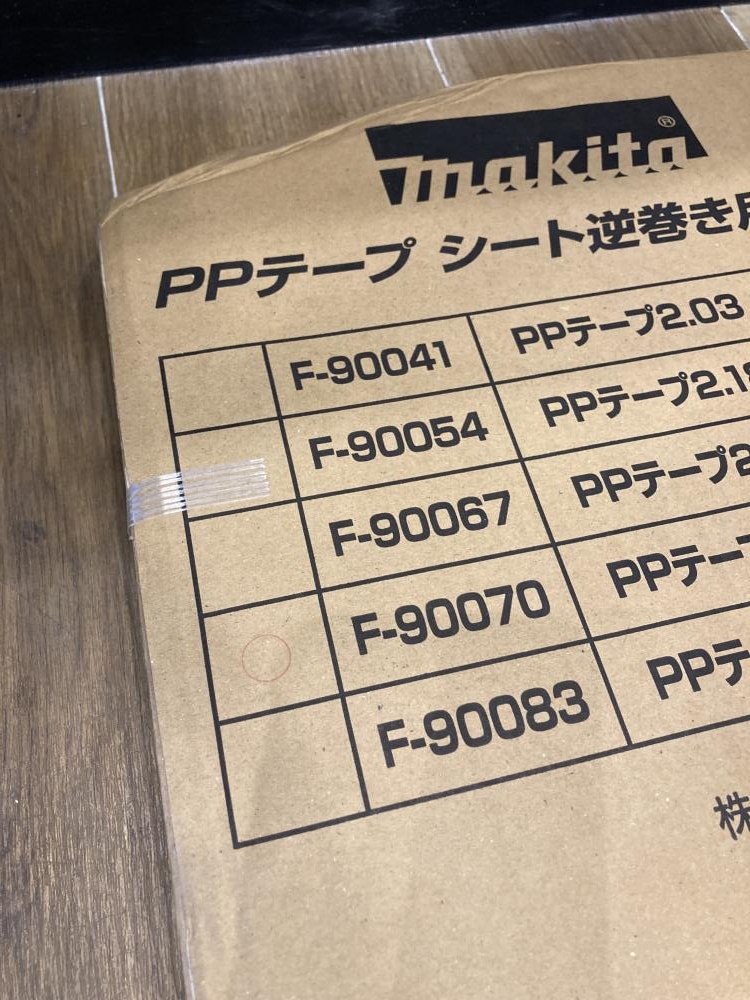 makita®
PPテープ シート逆巻き
F-90041 PPテープ2.03
F-90054 PPテープ2.1
F-90067 PPテープ2
F-90070 PPテー
F-90083 PPテ
株